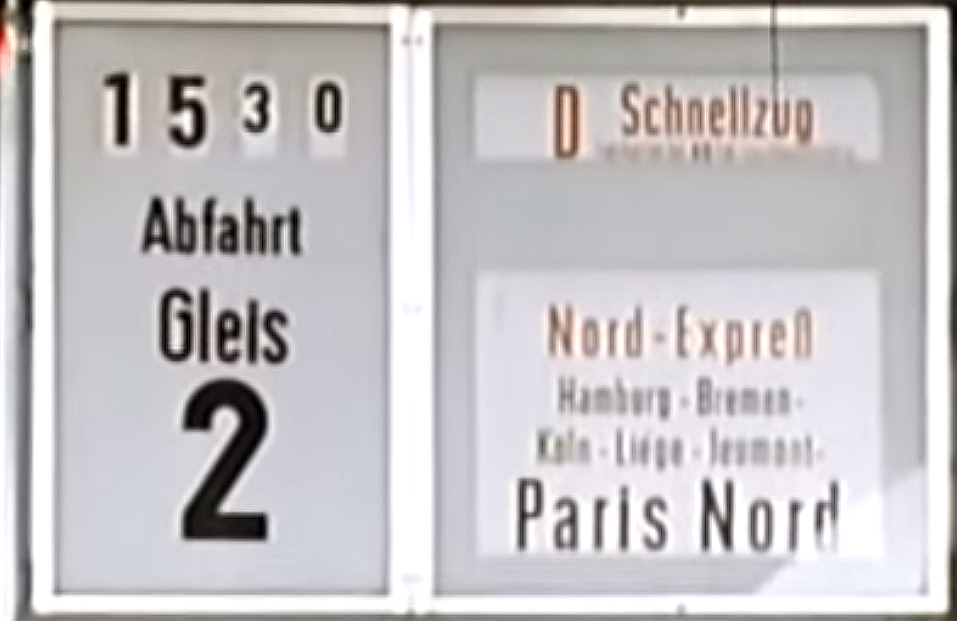 15 30
Abfahrt
Gleis
2
D Schnellzug
Nord-Expreß
Hamburg - Bremen-
Köln - Liège - Jeumont-
Paris Nord